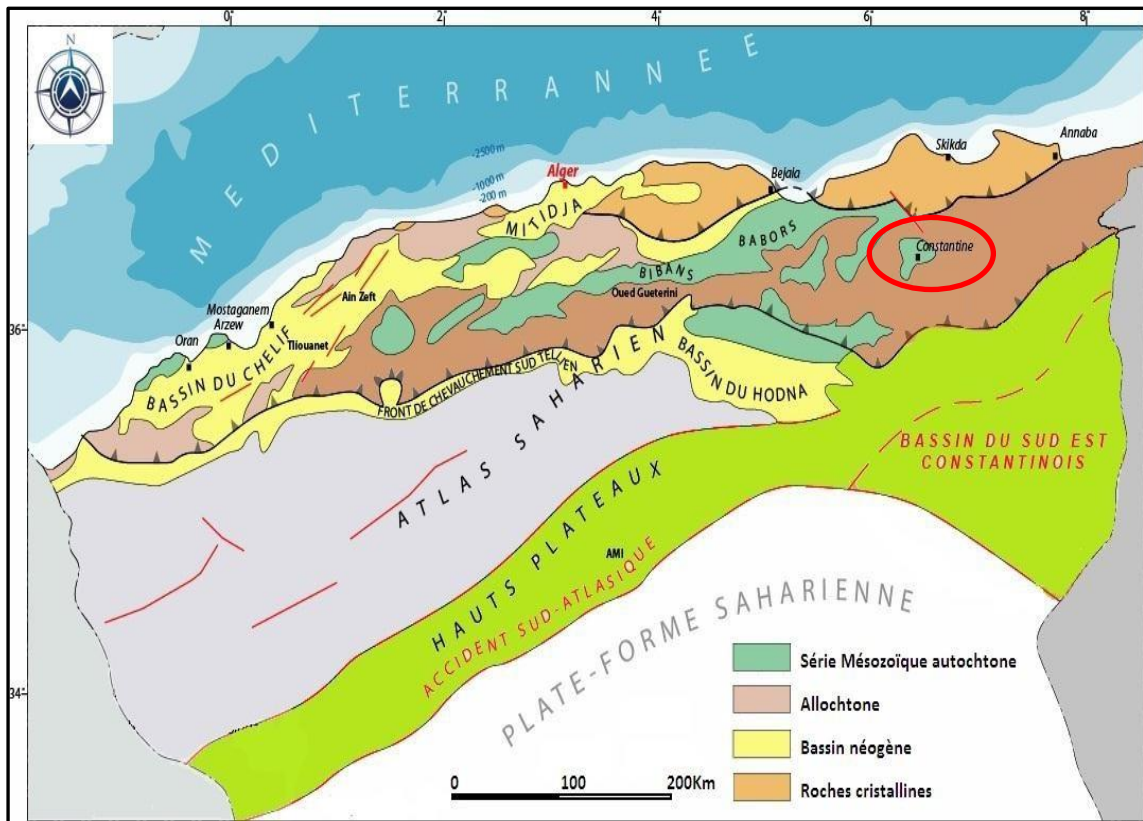 0 2 4 6 8
N
MEDITERRANNEE
-2500 m
-1000 m
-200 m
Alger
Skikda
Annaba
Bejaia
MITIDJA
BABORS
Constantine
BIBANS
Oued Gueterini
Ain Zeft
36
Mostaganem
Arzew
Oran
Tliouanet
BASSIN DU CHELIF
FRONT DE CHEVAUCHEMENT SUD TELLIEN
BASSIN DU HODNA
ATLAS SAHARIEN
BASSIN DU SUD EST
CONSTANTINOIS
HAUTS PLATEAUX
AMI
ACCIDENT SUD-ATLASIQUE
PLATE-FORME SAHARIENNE
34
Série Mésozoïque autochtone
Allochtone
Bassin néogène
Roches cristallines
0 100 200Km